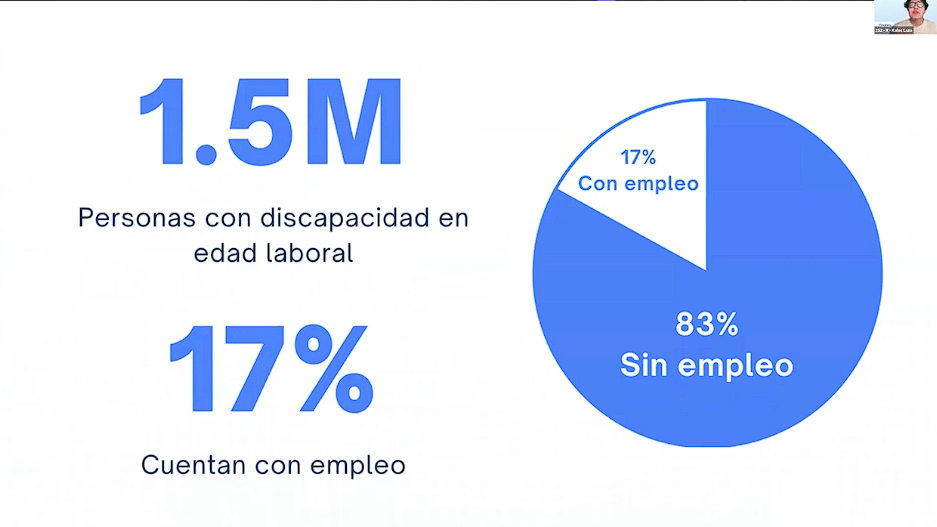 1.5M
Personas con discapacidad en
edad laboral
17%
Cuentan con empleo
17%
Con empleo
83%
Sin empleo